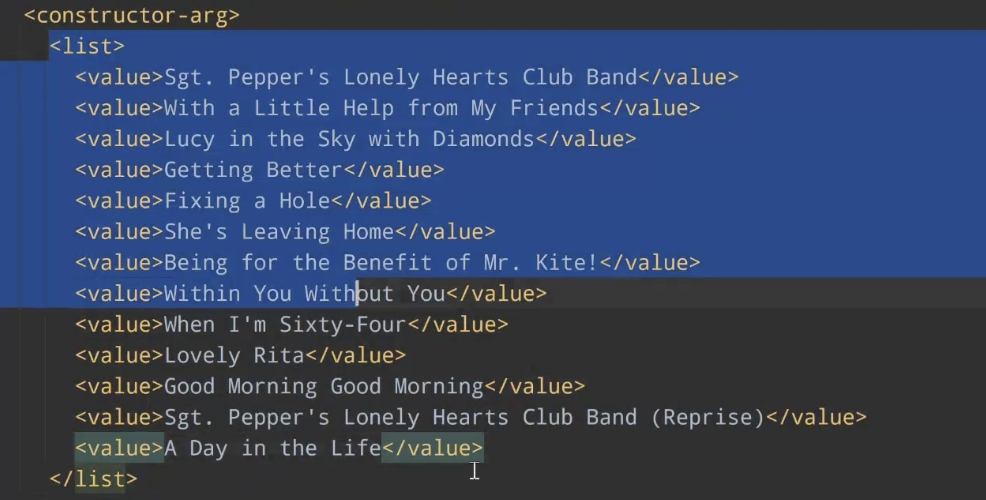 <constructor-arg>
<list>
<value>Sgt. Pepper's Lonely Hearts Club Band</value>
<value>With a Little Help from My Friends</value>
<value>Lucy in the Sky with Diamonds</value>
<value>Getting Better</value>
<value>Fixing a Hole</value>
<value>She's Leaving Home</value>
<value>Being for the Benefit of Mr. Kite!</value>
<value>Within You Without You</value>
<value>When I'm Sixty-Four</value>
<value>Lovely Rita</value>
<value>Good Morning Good Morning</value>
<value>Sgt. Pepper's Lonely Hearts Club Band (Reprise)</value>
<value>A Day in the Life</value>
</list>